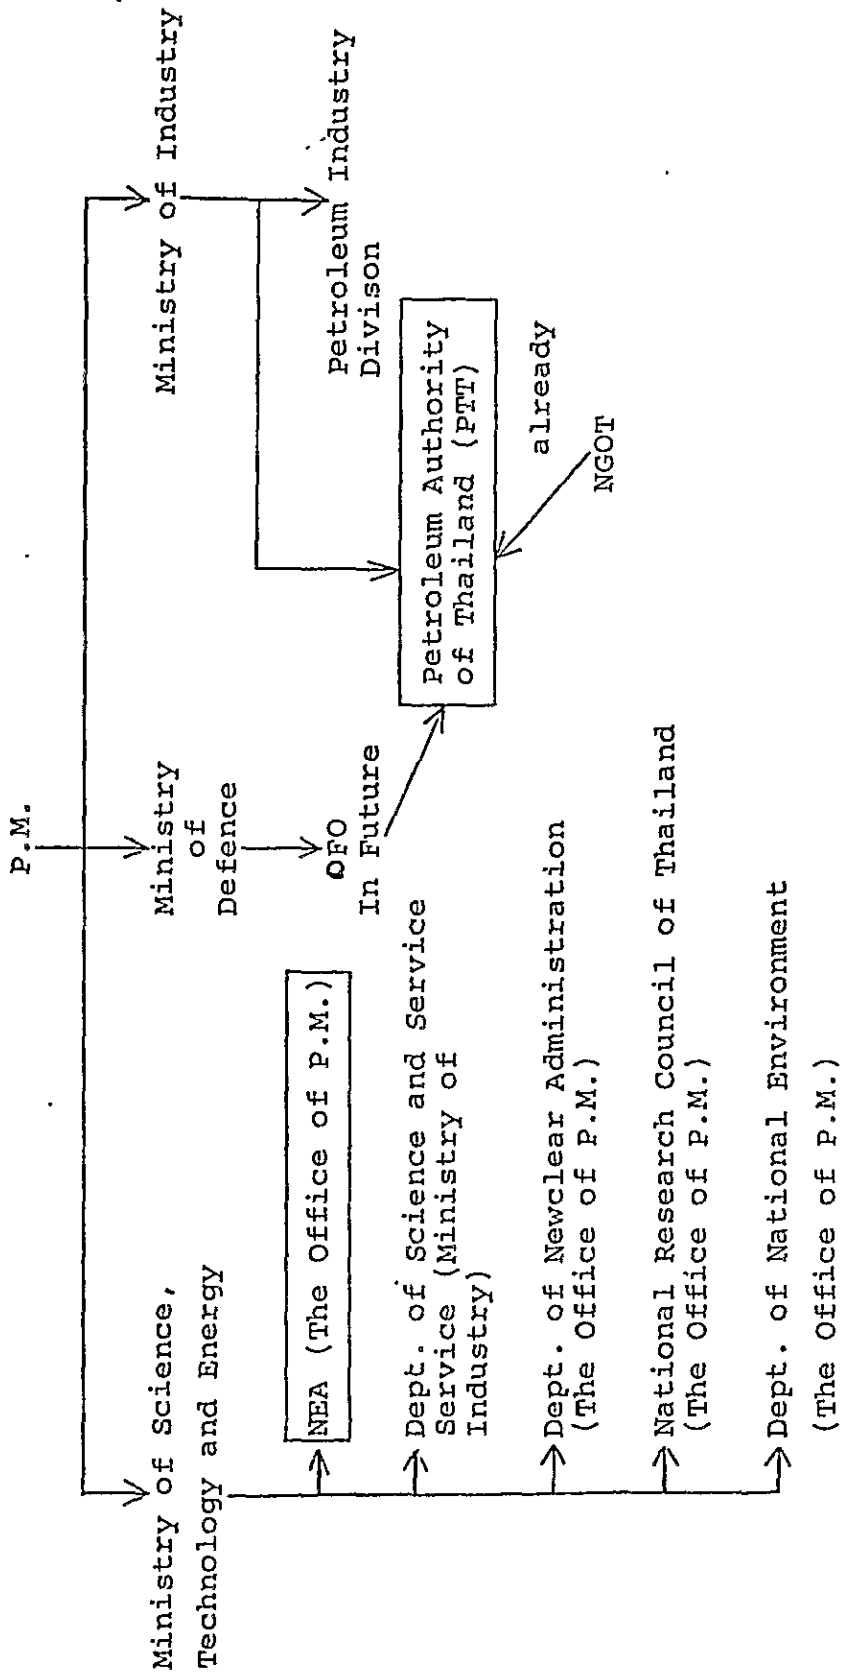 P.M.
Ministry of Science,
Technology and Energy
Ministry
of
Defence
Ministry of Industry
NEA (The Office of P.M.)
Dept. of Science and Service
Service (Ministry of
Industry)
Dept. of Newclear Administration
(The Office of P.M.)
National Research Council of Thailand
(The Office of P.M.)
Dept. of National Environment
(The Office of P.M.)
OFO
In Future
Petroleum Industry
Divison
Petroleum Authority
of Thailand (PTT)
already
NGOT